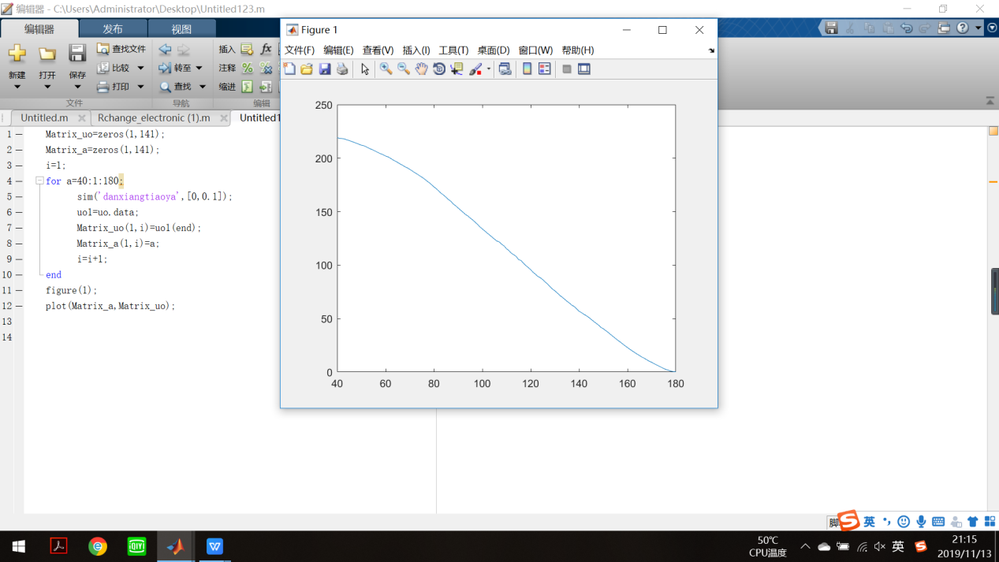 编辑器 - C:\Users\Administrator\Desktop\Untitled123.m
编辑器 发布 视图
新建 打开 保存
查找文件
比较
打印
转至
查找
插入 fx
注释
缩进
文件 导航 编辑
Untitled.m Rchange_electronic (1).m Untitled1
1 Matrix_uo=zeros(1,141);
2 Matrix_a=zeros(1,141);
3 i=1;
4 for a=40:1:180;
5 sim('danxiangtiaoya',[0,0.1]);
6 uo1=uo.data;
7 Matrix_uo(1,i)=uo1(end);
8 Matrix_a(1,i)=a;
9 i=i+1;
10 end
11 figure(1);
12 plot(Matrix_a,Matrix_uo);
13
14
Figure 1
文件(F) 编辑(E) 查看(V) 插入(I) 工具(T) 桌面(D) 窗口(W) 帮助(H)
250
200
150
100
50
0
40 60 80 100 120 140 160 180
脚
S 英
iQIYI
W
50℃
CPU温度
英
S
21:15
2019/11/13